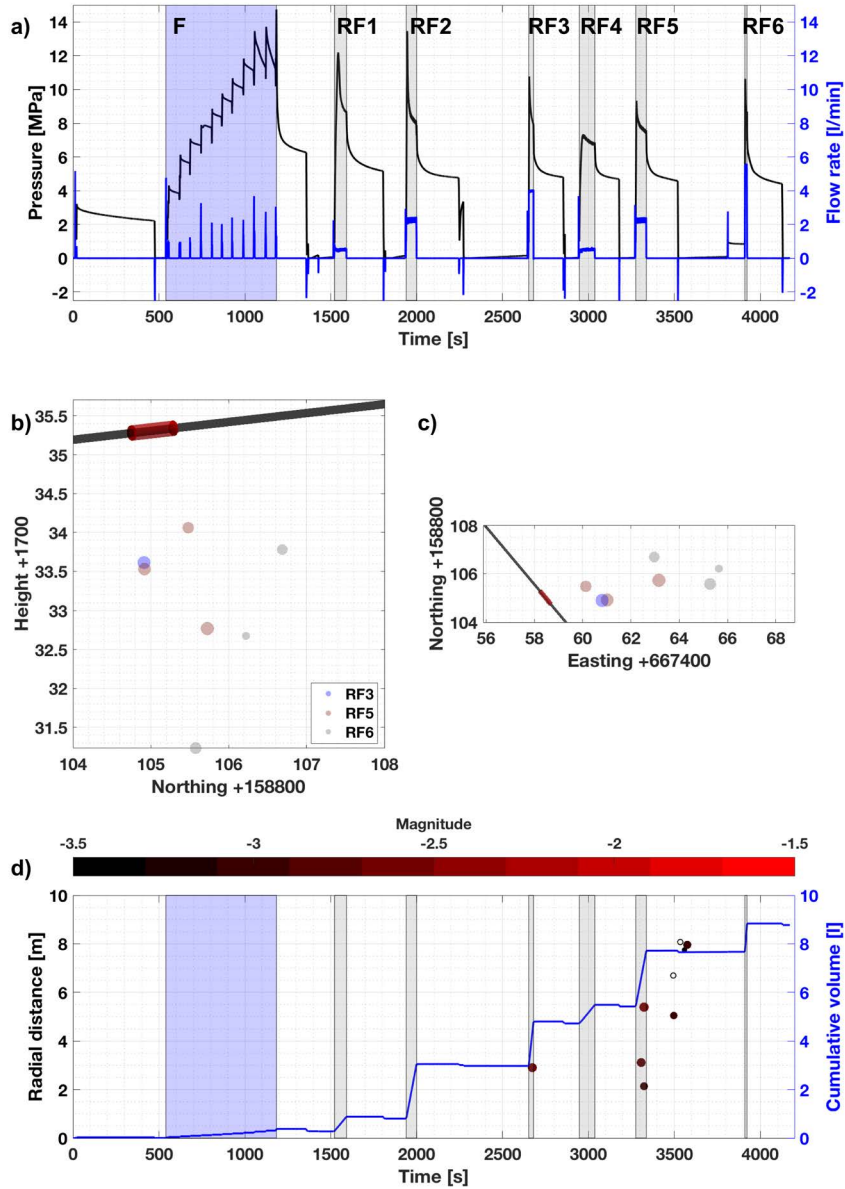 a)
F RF1 RF2 RF3 RF4 RF5 RF6
14 14
12 12
10 10
8 8
6 6
4 4
2 2
0 0
-2 -2
Pressure [MPa]
Flow rate [l/min]
0 500 1000 1500 2000 2500 3000 3500 4000
Time [s]
b)
35.5
35
34.5
34
33.5
33
32.5
32
31.5
Height +1700
RF3
RF5
RF6
104 105 106 107 108
Northing +158800
c)
108
106
104
Northing +158800
56 58 60 62 64 66 68
Easting +667400
Magnitude
-3.5 -3 -2.5 -2 -1.5
d)
10 10
8 8
6 6
4 4
2 2
0 0
Radial distance [m]
Cumulative volume [l]
0 500 1000 1500 2000 2500 3000 3500 4000
Time [s]